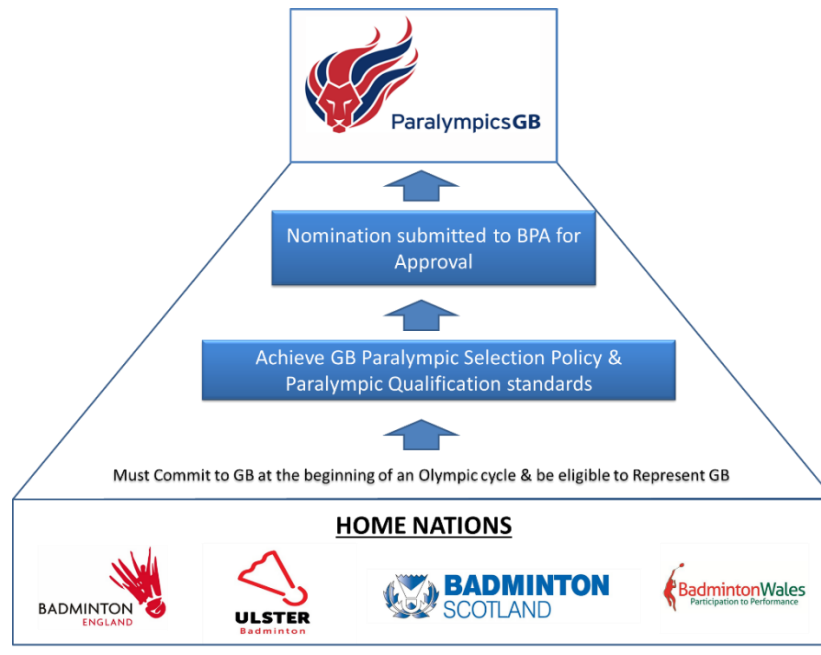 ParalympicsGB
Nomination submitted to BPA for
Approval
Achieve GB Paralympic Selection Policy &
Paralympic Qualification standards
Must Commit to GB at the beginning of an Olympic cycle & be eligible to Represent GB
HOME NATIONS
BADMINTON
ENGLAND
ULSTER
Badminton
BADMINTON
SCOTLAND
BadmintonWales
Participation to Performance